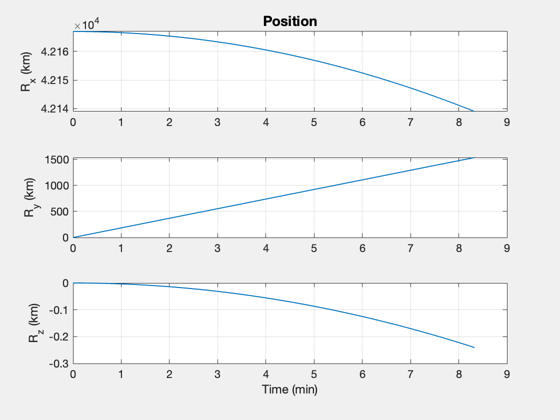 Position
×10⁴
4.216
4.215
4.214
R_x (km)
0 1 2 3 4 5 6 7 8 9
1500
1000
500
0
R_y (km)
0 1 2 3 4 5 6 7 8 9
0
-0.1
-0.2
-0.3
R_z (km)
0 1 2 3 4 5 6 7 8 9
Time (min)